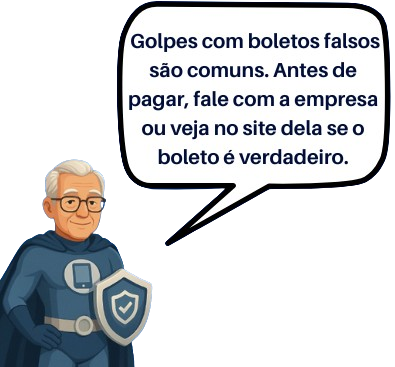 Golpes com boletos falsos
são comuns. Antes de
pagar, fale com a empresa
ou veja no site dela se o
boleto é verdadeiro.